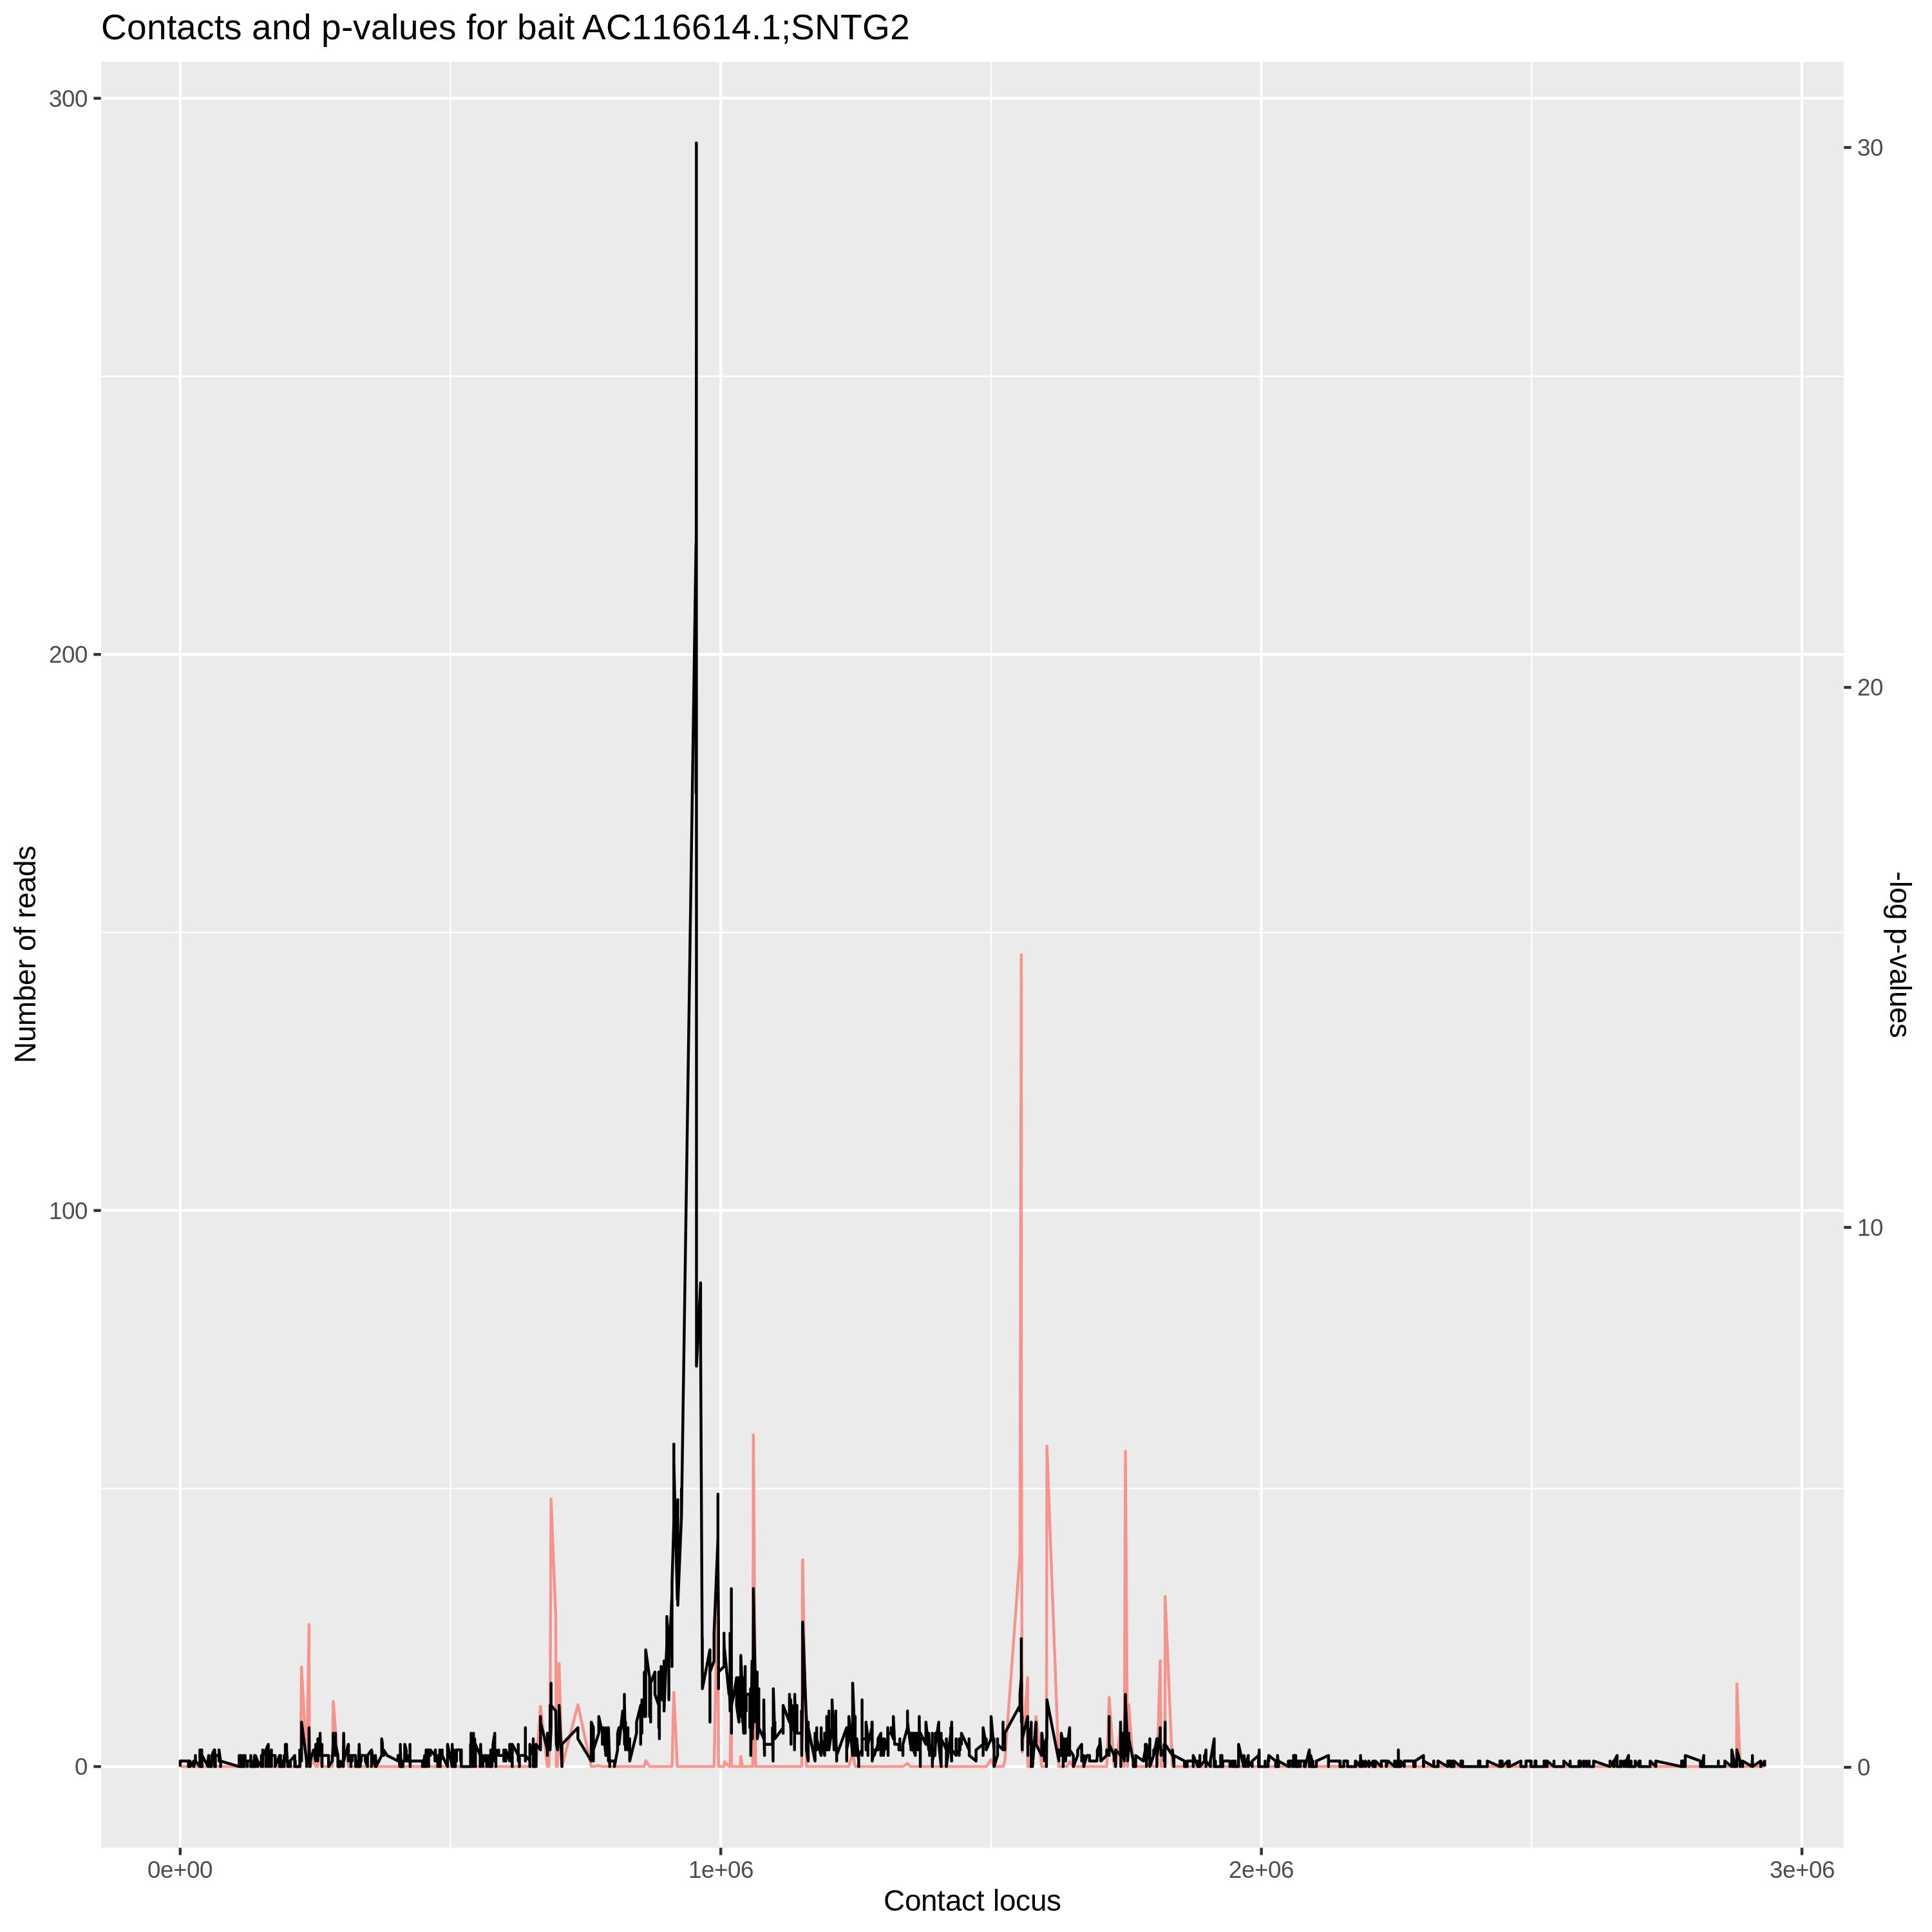 Contacts and p-values for bait AC116614.1;SNTG2
300
200
100
0
Number of reads
30
20
10
0
-log p-values
0e+00
1e+06
2e+06
3e+06
Contact locus